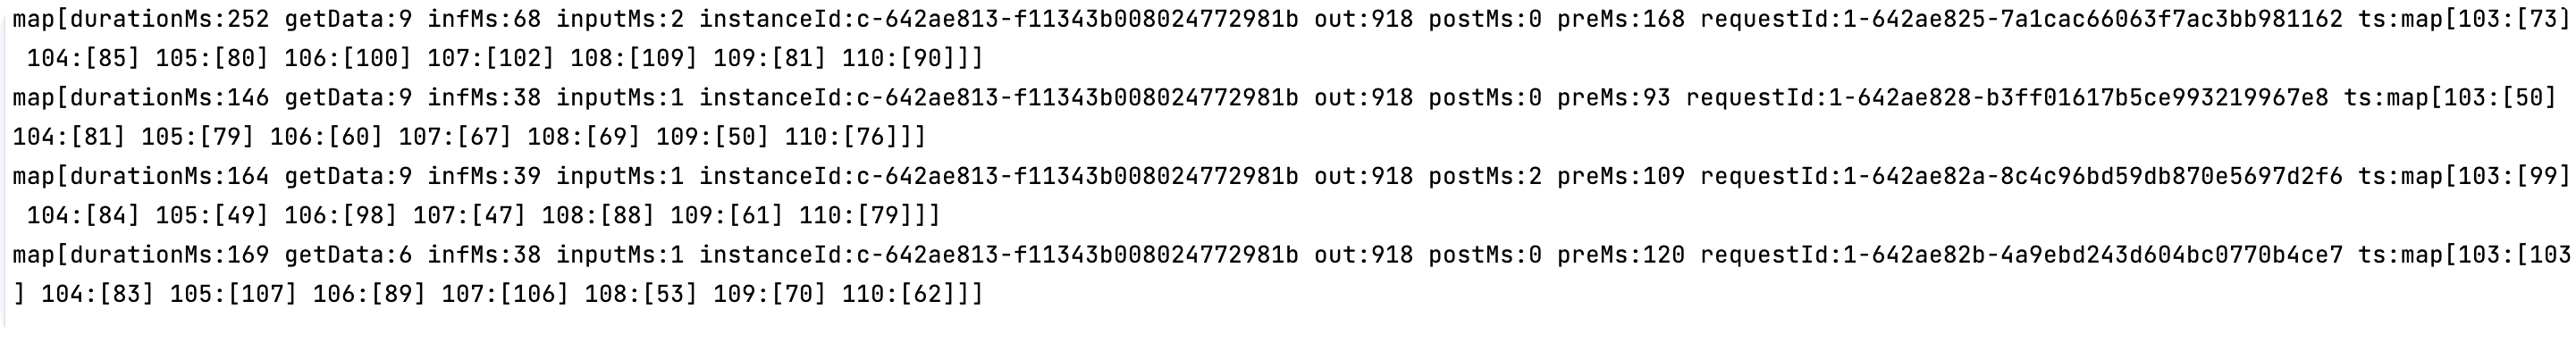 map[durationMs:252 getData:9 infMs:68 inputMs:2 instanceId:c-642ae813-f11343b008024772981b out:918 postMs:0 preMs:168 requestId:1-642ae825-7a1cac66063f7ac3bb981162 ts:map[103:[73]
104:[85] 105:[80] 106:[100] 107:[102] 108:[109] 109:[81] 110:[90]]]
map[durationMs:146 getData:9 infMs:38 inputMs:1 instanceId:c-642ae813-f11343b008024772981b out:918 postMs:0 preMs:93 requestId:1-642ae828-b3ff01617b5ce993219967e8 ts:map[103:[50]
104:[81] 105:[79] 106:[60] 107:[67] 108:[69] 109:[50] 110:[76]]]
map[durationMs:164 getData:9 infMs:39 inputMs:1 instanceId:c-642ae813-f11343b008024772981b out:918 postMs:2 preMs:109 requestId:1-642ae82a-8c4c96bd59db870e5697d2f6 ts:map[103:[99]
104:[84] 105:[49] 106:[98] 107:[47] 108:[88] 109:[61] 110:[79]]]
map[durationMs:169 getData:6 infMs:38 inputMs:1 instanceId:c-642ae813-f11343b008024772981b out:918 postMs:0 preMs:120 requestId:1-642ae82b-4a9ebd243d604bc0770b4ce7 ts:map[103:[103
] 104:[83] 105:[107] 106:[89] 107:[106] 108:[53] 109:[70] 110:[62]]]